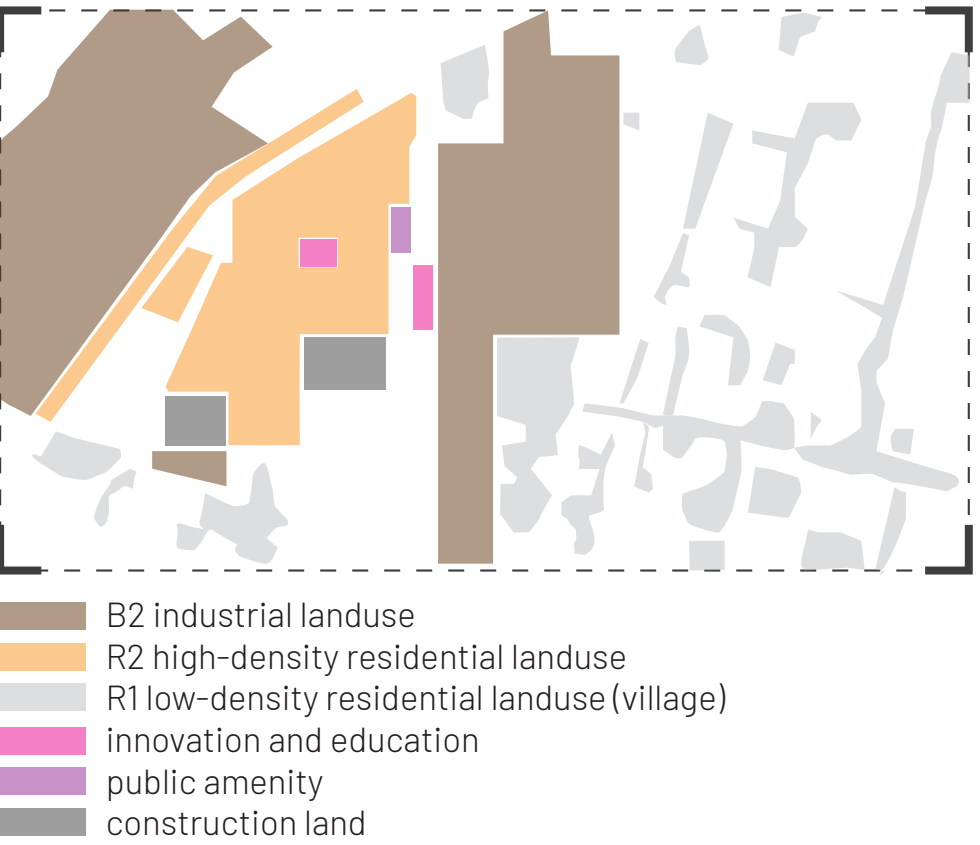 B2 industrial landuse
R2 high-density residential landuse
R1 low-density residential landuse (village)
innovation and education
public amenity
construction land